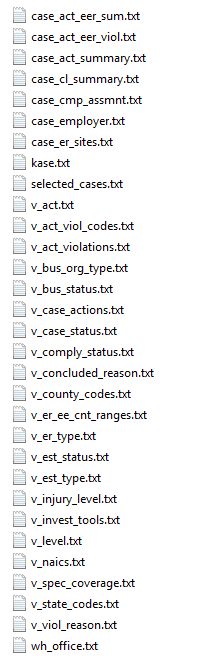 case_act_eer_sum.txt
case_act_eer_viol.txt
case_act_summary.txt
case_cl_summary.txt
case_cmp_assmnt.txt
case_employer.txt
case_er_sites.txt
kase.txt
selected_cases.txt
v_act.txt
v_act_viol_codes.txt
v_act_violations.txt
v_bus_org_type.txt
v_bus_status.txt
v_case_actions.txt
v_case_status.txt
v_comply_status.txt
v_concluded_reason.txt
v_county_codes.txt
v_er_ee_cnt_ranges.txt
v_er_type.txt
v_est_status.txt
v_est_type.txt
v_injury_level.txt
v_invest_tools.txt
v_level.txt
v_naics.txt
v_spec_coverage.txt
v_state_codes.txt
v_viol_reason.txt
wh_office.txt